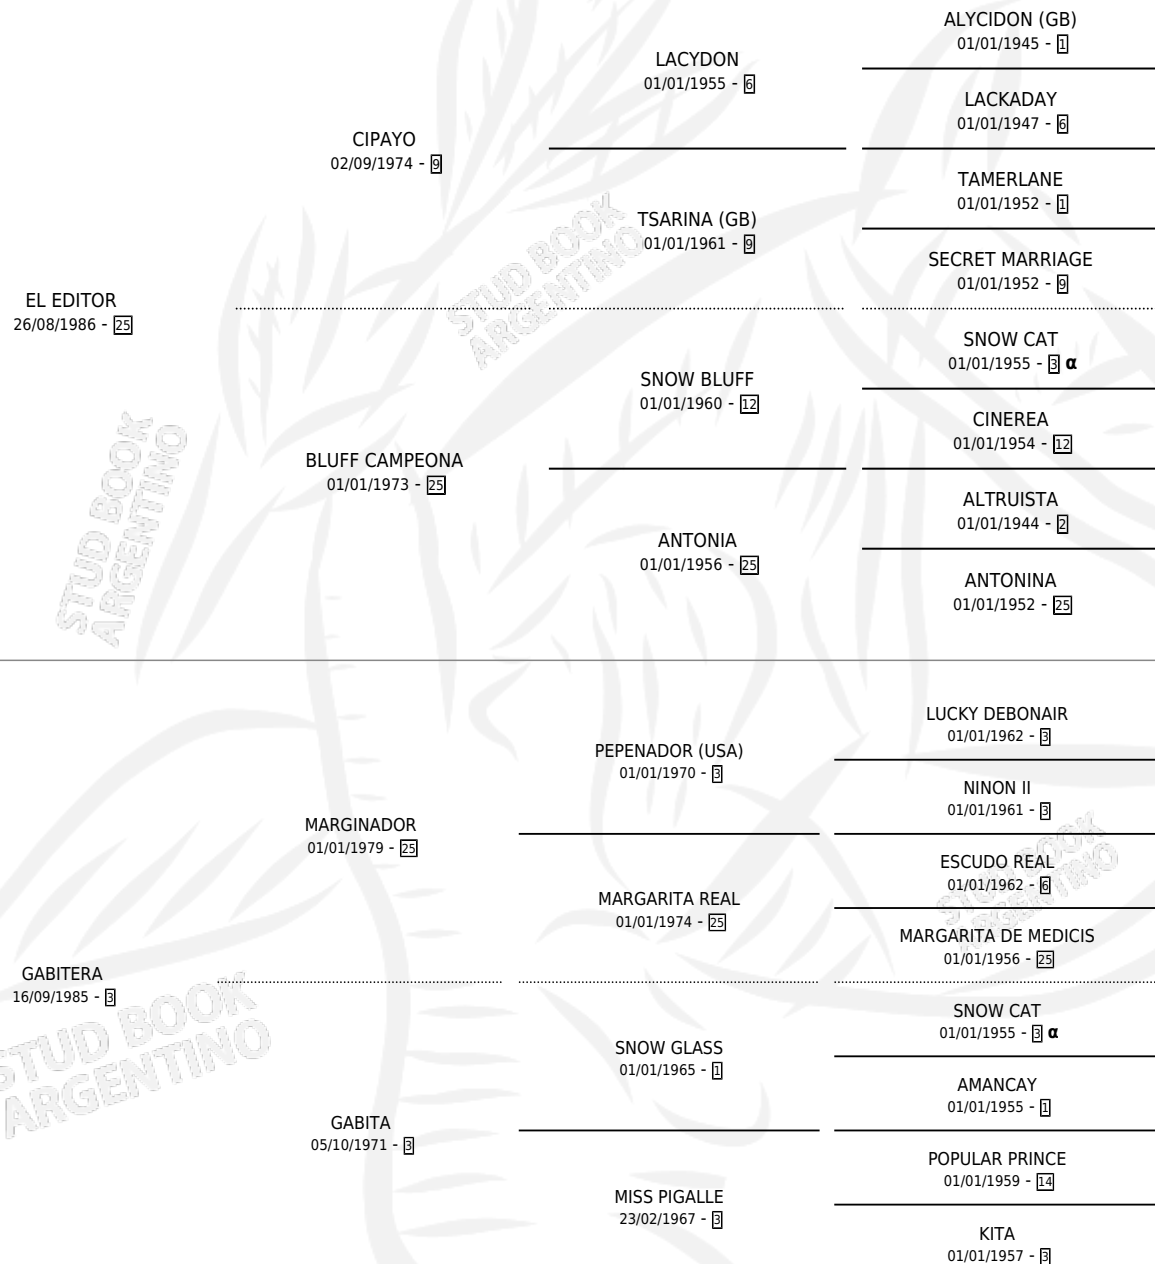 ALYCIDON (GB)
01/01/1945 - 1
LACYDON
01/01/1955 - 6
LACKADAY
01/01/1947 - 6
CIPAYO
02/09/1974 - 9
TAMERLANE
01/01/1952 - 1
TSARINA (GB)
01/01/1961 - 9
SECRET MARRIAGE
01/01/1952 - 9
EL EDITOR
26/08/1986 - 25
SNOW CAT
01/01/1955 - 3 α
SNOW BLUFF
01/01/1960 - 12
CINEREA
01/01/1954 - 12
BLUFF CAMPEONA
01/01/1973 - 25
ALTRUISTA
01/01/1944 - 2
ANTONIA
01/01/1956 - 25
ANTONINA
01/01/1952 - 25
LUCKY DEBONAIR
01/01/1962 - 3
PEPENADOR (USA)
01/01/1970 - 3
NINON II
01/01/1961 - 3
MARGINADOR
01/01/1979 - 25
ESCUDO REAL
01/01/1962 - 6
MARGARITA REAL
01/01/1974 - 25
MARGARITA DE MEDICIS
01/01/1956 - 25
GABITERA
16/09/1985 - 3
SNOW CAT
01/01/1955 - 3 α
SNOW GLASS
01/01/1965 - 1
AMANCAY
01/01/1955 - 1
GABITA
05/10/1971 - 3
POPULAR PRINCE
01/01/1959 - 14
MISS PIGALLE
23/02/1967 - 3
KITA
01/01/1957 - 3
STUD BOOK
ARGENTINO
STUD BOOK
ARGENTINO
STUD BOOK
ARGENTINO
STUD BOOK
ARGENTINO